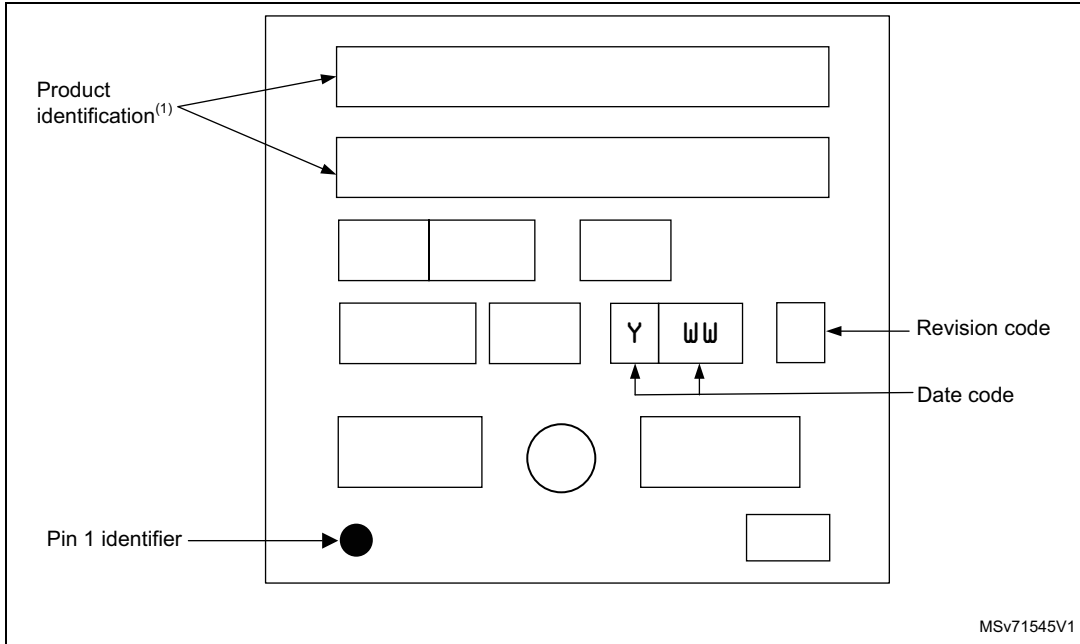 Product
identification(1)
Y WW
Revision code
Date code
Pin 1 identifier
MSv71545V1